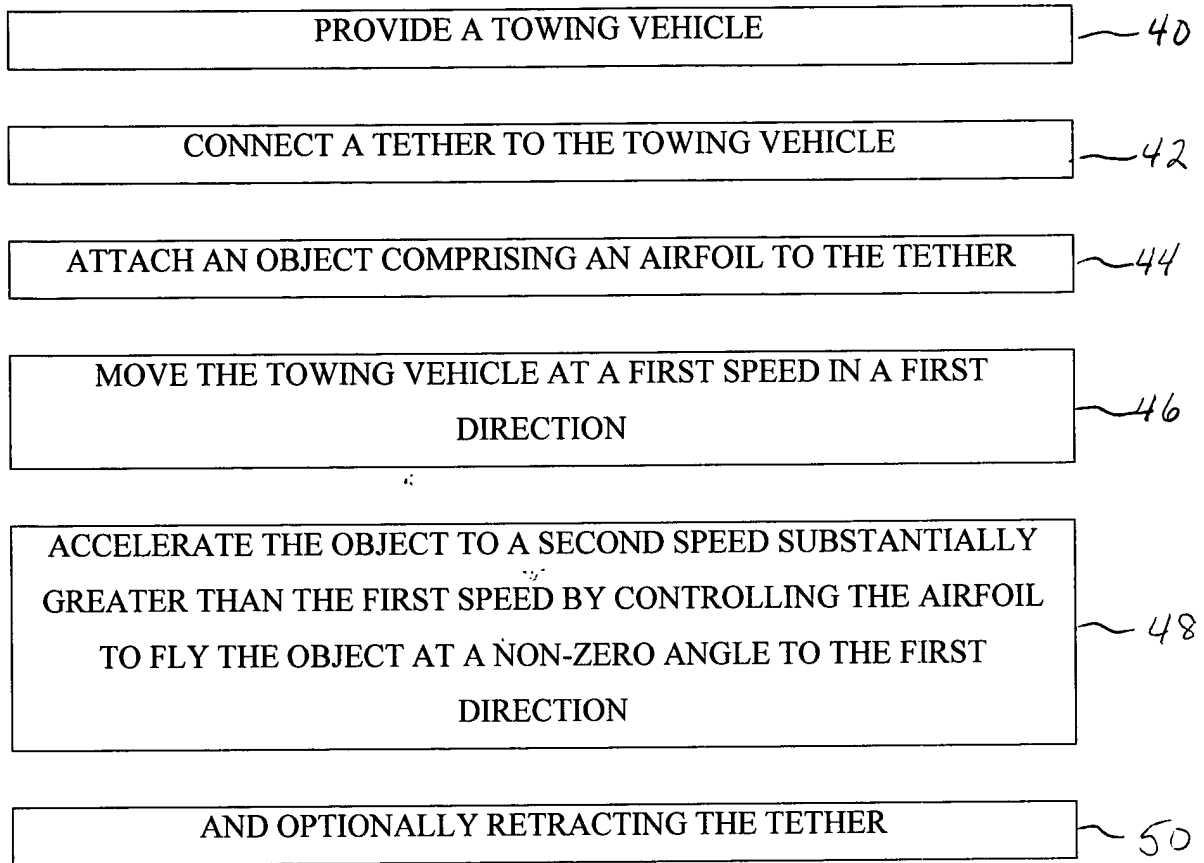 PROVIDE A TOWING VEHICLE 40
CONNECT A TETHER TO THE TOWING VEHICLE 42
ATTACH AN OBJECT COMPRISING AN AIRFOIL TO THE TETHER 44
MOVE THE TOWING VEHICLE AT A FIRST SPEED IN A FIRST
DIRECTION
46
ACCELERATE THE OBJECT TO A SECOND SPEED SUBSTANTIALLY
GREATER THAN THE FIRST SPEED BY CONTROLLING THE AIRFOIL
TO FLY THE OBJECT AT A NON-ZERO ANGLE TO THE FIRST
DIRECTION
48
AND OPTIONALLY RETRACTING THE TETHER 50